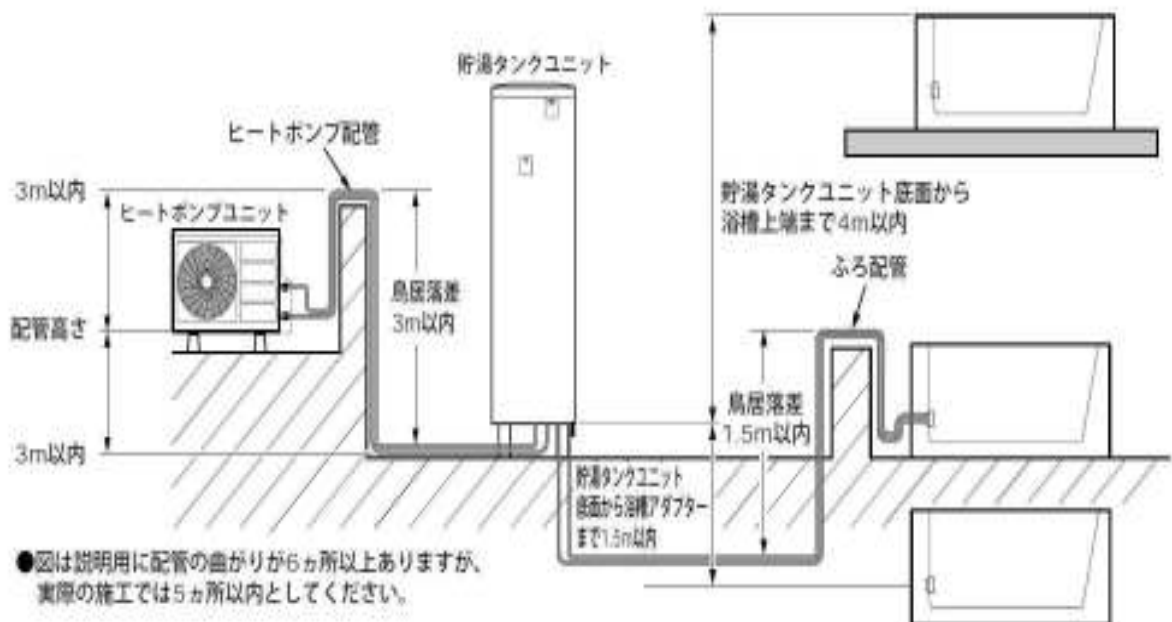 貯湯タンクユニット
ヒートポンプ配管
3m以内
ヒートポンプユニット
貯湯タンクユニット底面から
浴槽上端まで4m以内
ふろ配管
鳥居落差
3m以内
配管高さ
鳥居落差
1.5m以内
3m以内
貯湯タンクユニット
底面から浴槽アダプター
まで1.5m以内
●図は説明用に配管の曲がりが6ヵ所以上ありますが、
実際の施工では5ヵ所以内としてください。